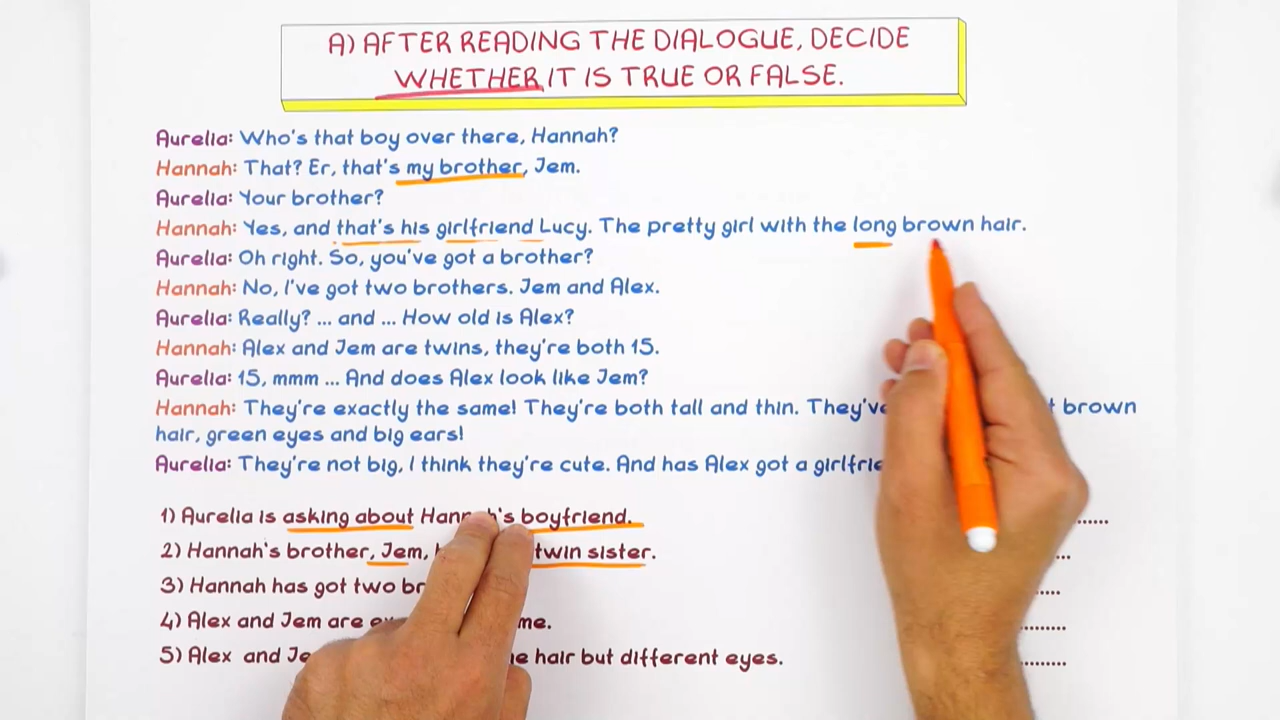 A) AFTER READING THE DIALOGUE, DECIDE
WHETHER IT IS TRUE OR FALSE.
Aurelia: Who's that boy over there, Hannah?
Hannah: That? Er, that's my brother, Jem.
Aurelia: Your brother?
Hannah: Yes, and that's his girlfriend Lucy. The pretty girl with the long brown hair.
Aurelia: Oh right. So, you've got a brother?
Hannah: No, I've got two brothers. Jem and Alex.
Aurelia: Really? ... and ... How old is Alex?
Hannah: Alex and Jem are twins, they're both 15.
Aurelia: 15, mmm ... And does Alex look like Jem?
Hannah: They're exactly the same! They're both tall and thin. They've brown
hair, green eyes and big ears!
Aurelia: They're not big, I think they're cute. And has Alex got a
1) Aurelia is asking about boyfriend. ......
2) Hannah's brother, Jem, twin sister. ...
3) Hannah has got two .....
4) Alex and Jem are .......
5) Alex and hair but different eyes. .......